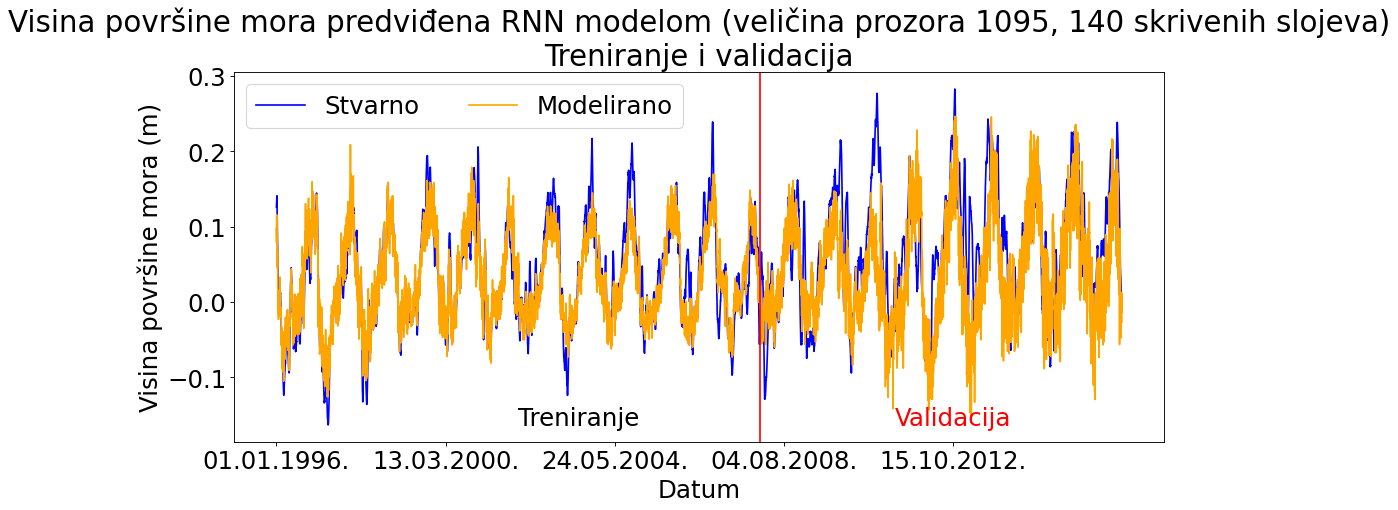 Visina površine mora predviđena RNN modelom (veličina prozora 1095, 140 skrivenih slojeva)
Treniranje i validacija
Stvarno
Modelirano
Visina površine mora (m)
0.3
0.2
0.1
0.0
−0.1
Treniranje
Validacija
01.01.1996.
13.03.2000.
24.05.2004.
04.08.2008.
15.10.2012.
Datum